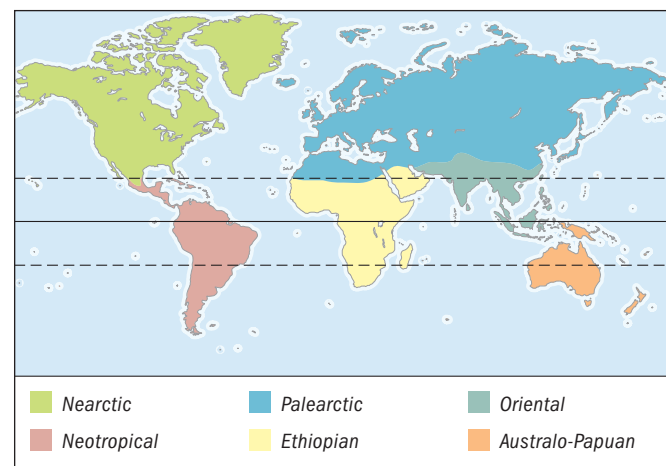 Nearctic
Palearctic
Oriental
Neotropical
Ethiopian
Australo-Papuan